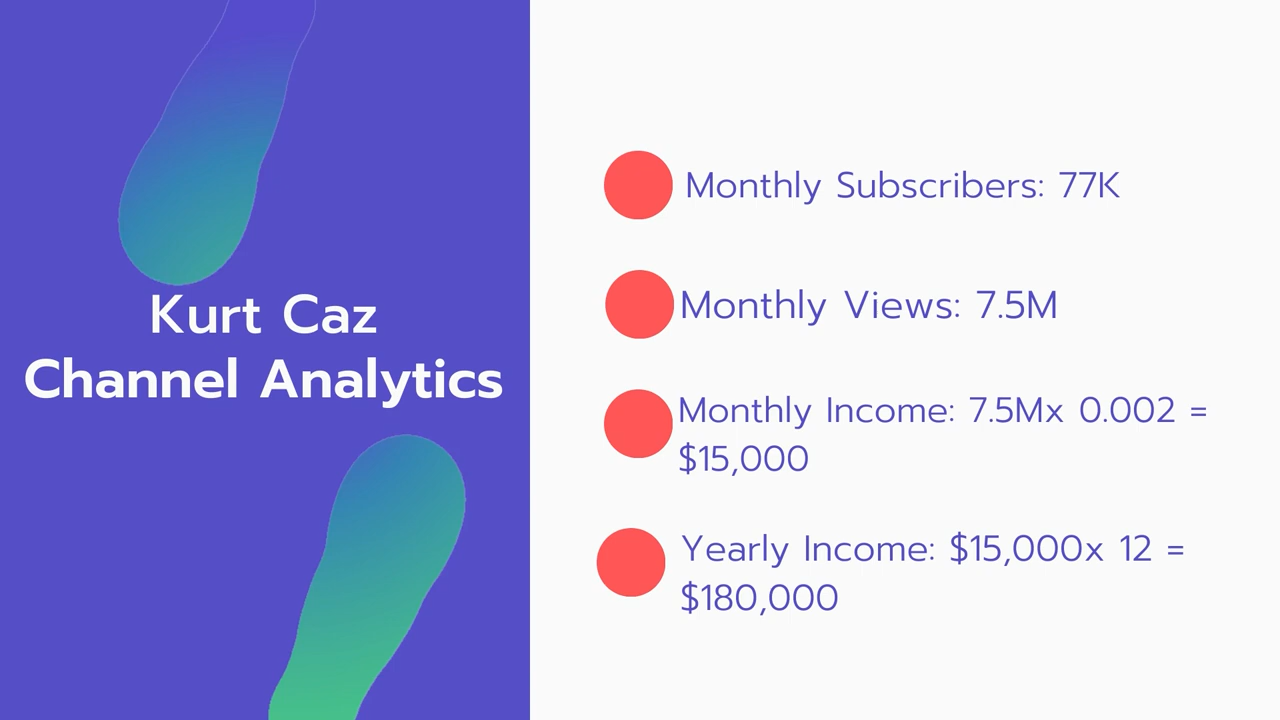 Kurt Caz
Channel Analytics
Monthly Subscribers: 77K
Monthly Views: 7.5M
Monthly Income: 7.5Mx 0.002 =
$15,000
Yearly Income: $15,000x 12 =
$180,000